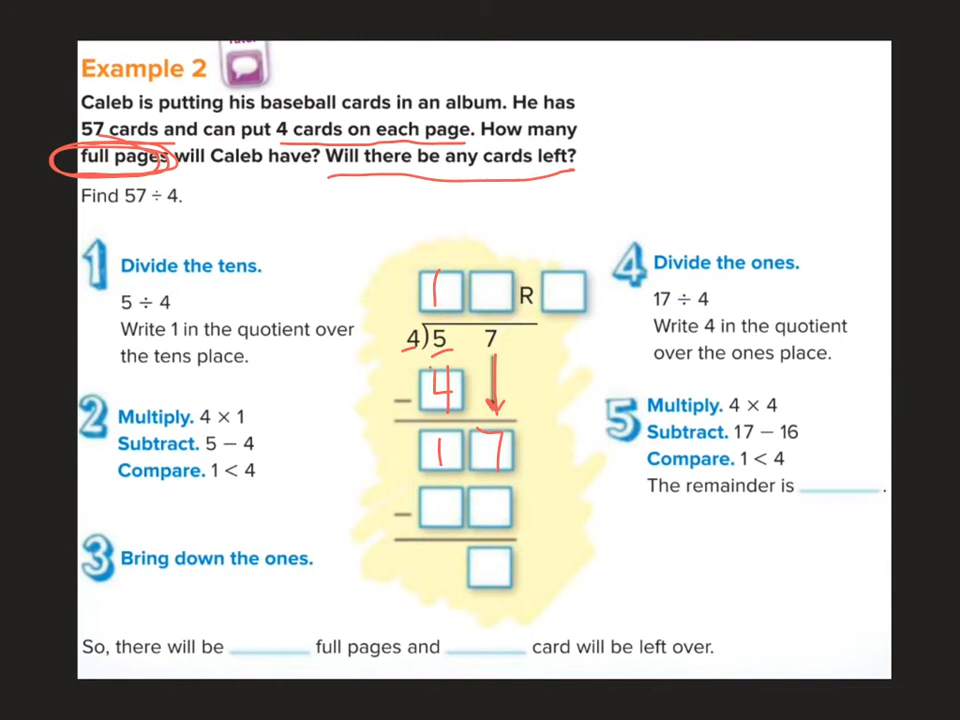 Example 2
Caleb is putting his baseball cards in an album. He has
57 cards and can put 4 cards on each page. How many
full pages will Caleb have? Will there be any cards left?
Find 57 ÷ 4.
1 Divide the tens.
5 ÷ 4
Write 1 in the quotient over
the tens place.
2 Multiply. 4 × 1
Subtract. 5 − 4
Compare. 1 < 4
3 Bring down the ones.
1 R
4)5 7
− 4
1 7
−
4 Divide the ones.
17 ÷ 4
Write 4 in the quotient
over the ones place.
5 Multiply. 4 × 4
Subtract. 17 − 16
Compare. 1 < 4
The remainder is ________.
So, there will be ________ full pages and ________ card will be left over.